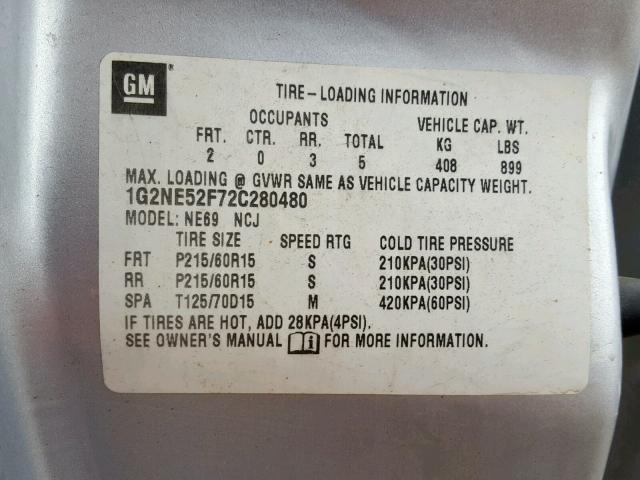 GM ®
TIRE-LOADING INFORMATION
OCCUPANTS VEHICLE CAP. WT.
FRT. CTR. RR. TOTAL KG LBS
2 0 3 5 408 899
MAX. LOADING @ GVWR SAME AS VEHICLE CAPACITY WEIGHT.
1G2NE52F72C280480
MODEL: NE69 NCJ
TIRE SIZE SPEED RTG COLD TIRE PRESSURE
FRT P215/60R15 S 210KPA(30PSI)
RR P215/60R15 S 210KPA(30PSI)
SPA T125/70D15 M 420KPA(60PSI)
IF TIRES ARE HOT, ADD 28KPA(4PSI).
SEE OWNER'S MANUAL i FOR MORE INFORMATION.